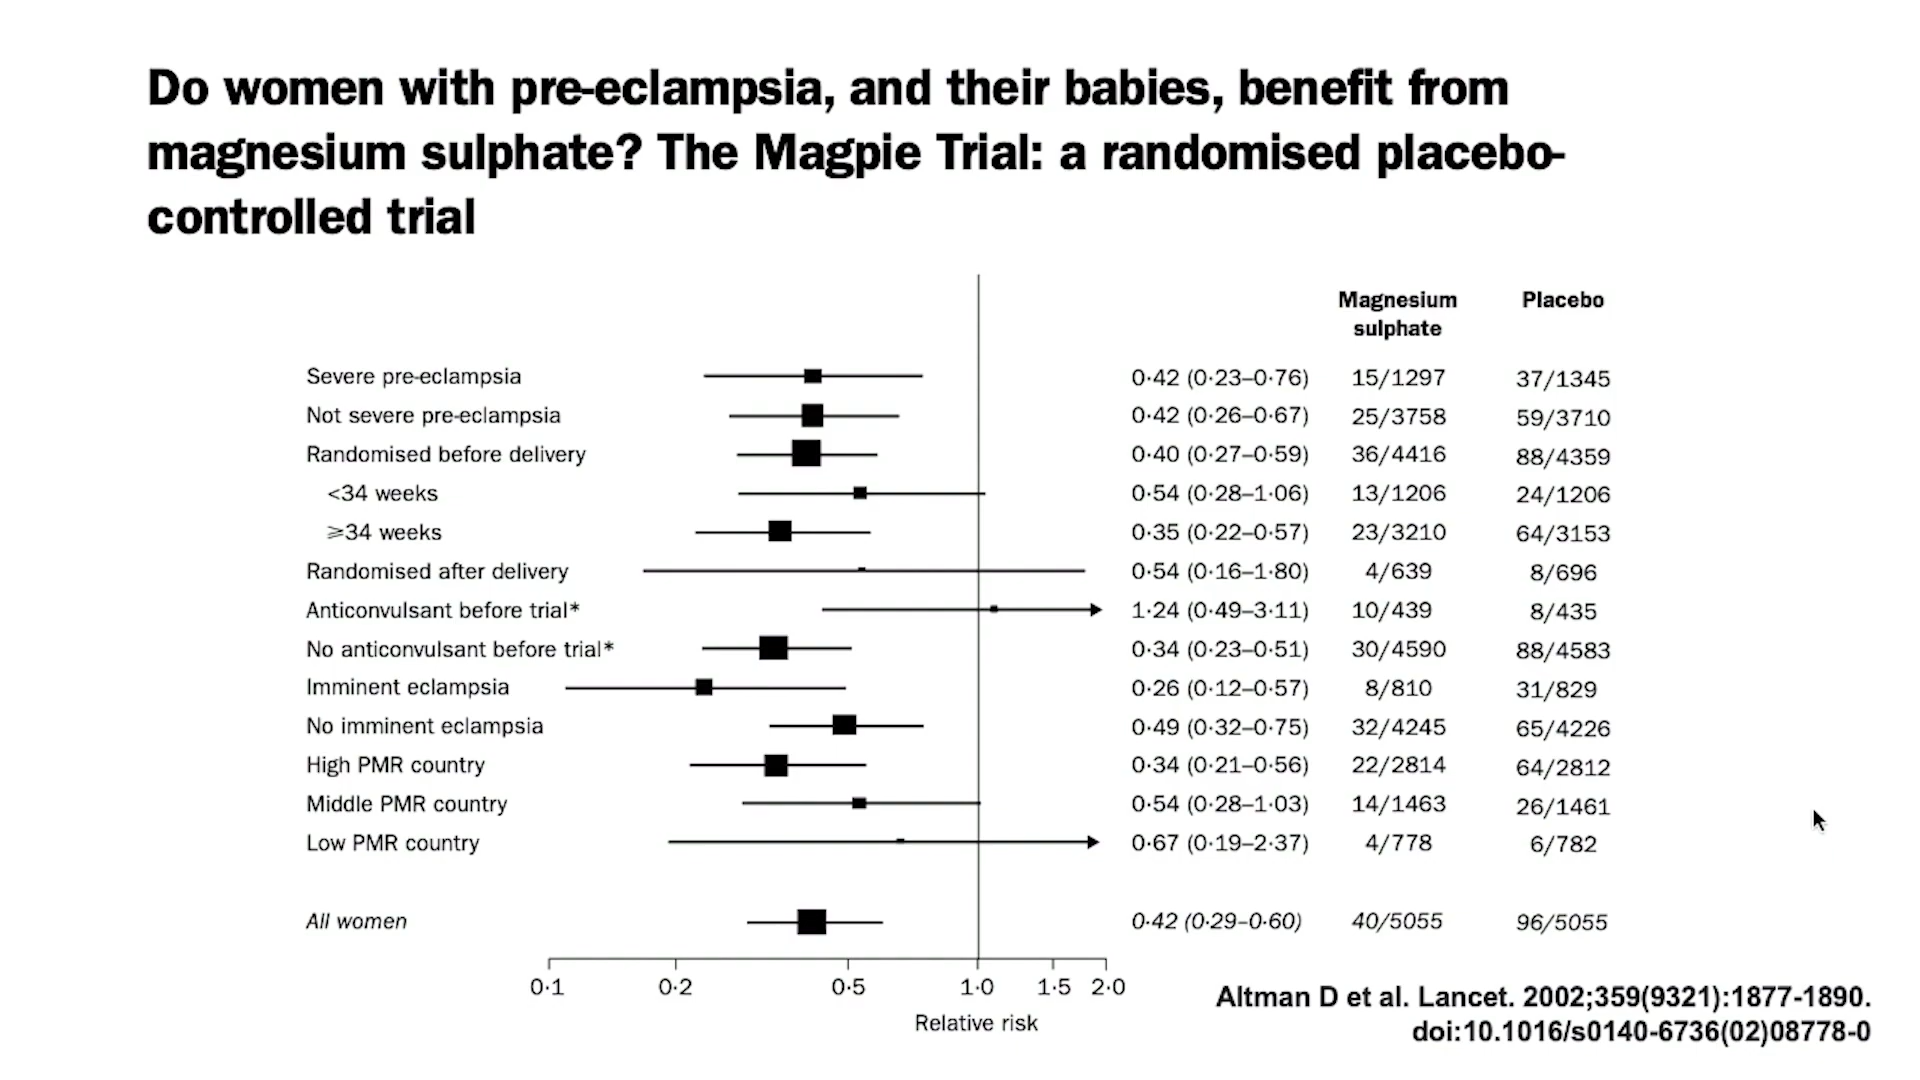 Do women with pre-eclampsia, and their babies, benefit from
magnesium sulphate? The Magpie Trial: a randomised placebo-
controlled trial
Magnesium sulphate Placebo
Severe pre-eclampsia 0·42 (0·23–0·76) 15/1297 37/1345
Not severe pre-eclampsia 0·42 (0·26–0·67) 25/3758 59/3710
Randomised before delivery 0·40 (0·27–0·59) 36/4416 88/4359
<34 weeks 0·54 (0·28–1·06) 13/1206 24/1206
≥34 weeks 0·35 (0·22–0·57) 23/3210 64/3153
Randomised after delivery 0·54 (0·16–1·80) 4/639 8/696
Anticonvulsant before trial* 1·24 (0·49–3·11) 10/439 8/435
No anticonvulsant before trial* 0·34 (0·23–0·51) 30/4590 88/4583
Imminent eclampsia 0·26 (0·12–0·57) 8/810 31/829
No imminent eclampsia 0·49 (0·32–0·75) 32/4245 65/4226
High PMR country 0·34 (0·21–0·56) 22/2814 64/2812
Middle PMR country 0·54 (0·28–1·03) 14/1463 26/1461
Low PMR country 0·67 (0·19–2·37) 4/778 6/782
All women 0·42 (0·29–0·60) 40/5055 96/5055
0·1 0·2 0·5 1·0 1·5 2·0
Relative risk
Altman D et al. Lancet. 2002;359(9321):1877-1890.
doi:10.1016/s0140-6736(02)08778-0